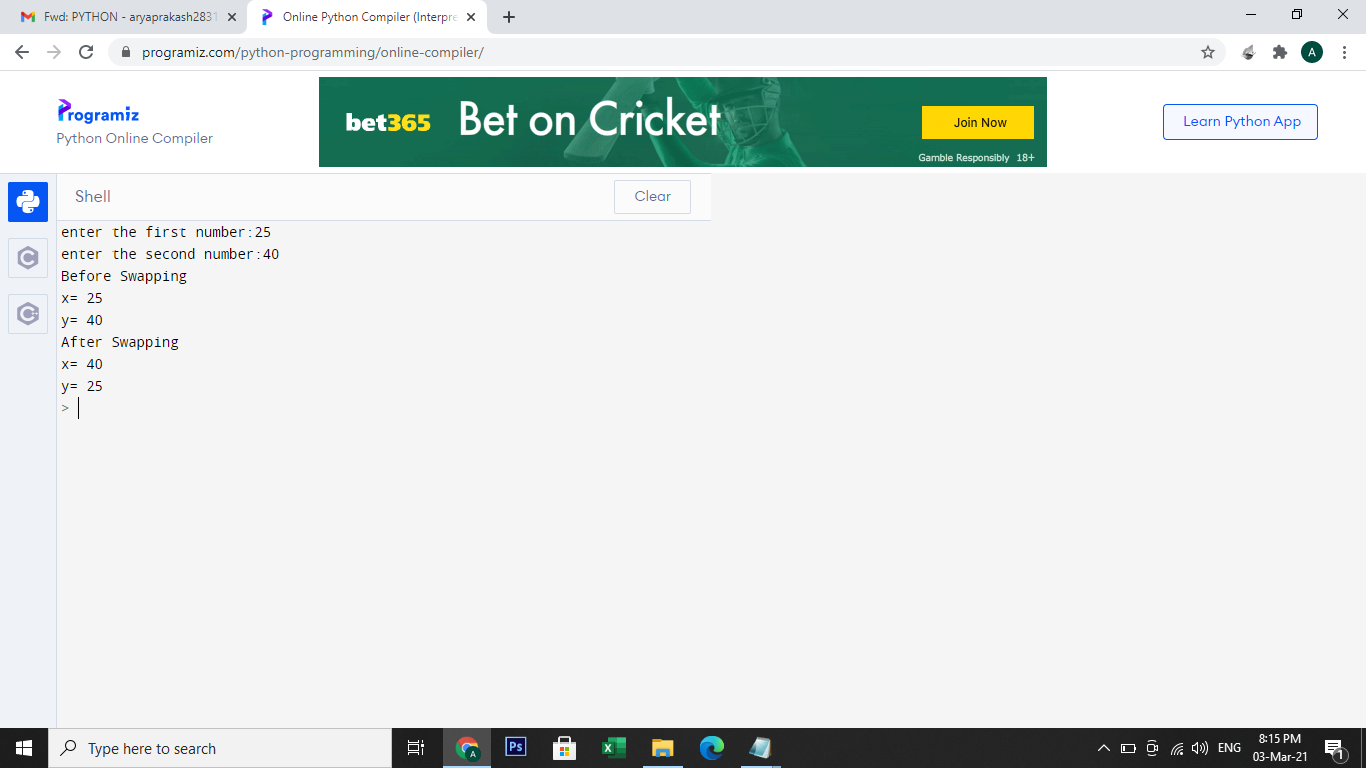 Fwd: PYTHON - aryaprakash2831
Online Python Compiler (Interpre
programiz.com/python-programming/online-compiler/
A
Programiz
Python Online Compiler
bet365
Bet on Cricket
Join Now
Gamble Responsibly 18+
Learn Python App
Shell
Clear
enter the first number:25
enter the second number:40
Before Swapping
x= 25
y= 40
After Swapping
x= 40
y= 25
>
Type here to search
A
Ps
ENG
8:15 PM
03-Mar-21
1